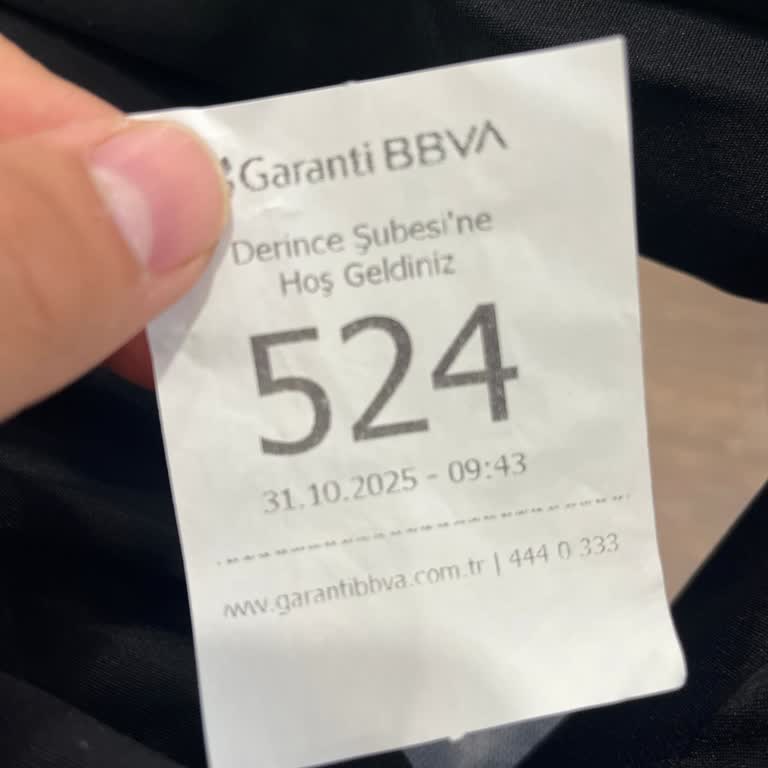 Garanti BBVA
Derince Şubesi'ne
Hoş Geldiniz
524
31.10.2025 - 09:43
www.garantibbva.com.tr | 444 0 333